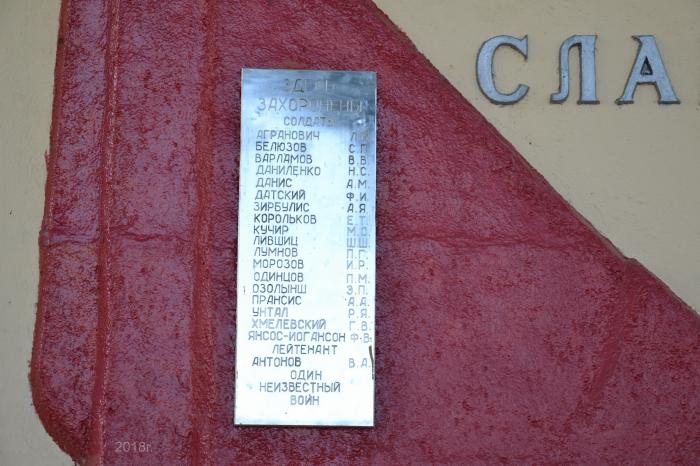 СЛА
ЗДЕСЬ
ЗАХОРОНЕНЫ
СОЛДАТЫ
АГРАНОВИЧ
БЕЛЮЗОВ С.П.
ВАРЛАМОВ В.В.
ДАНИЛЕНКО Н.С.
ДАНИС А.М.
ДАТСКИЙ Ф.И.
ЗИРБУЛИС А.Я.
КОРОЛЬКОВ Е.Т.
КУЧИР М.О.
ЛИВШИЦ Ш.Ш.
ЛУМНОВ П.Г.
МОРОЗОВ И.Р.
ОДИНЦОВ П.М.
ОЗОЛЫНШ Э.П.
ПРАНСИС А.А.
УНТАЛ Р.Я.
ХМЕЛЕВСКИЙ Г.В.
ЯНСОС-ИОГАНСОН Ф.В.
ЛЕЙТЕНАНТ
АНТОНОВ В.А.
ОДИН
НЕИЗВЕСТНЫЙ
ВОИН
2018г.